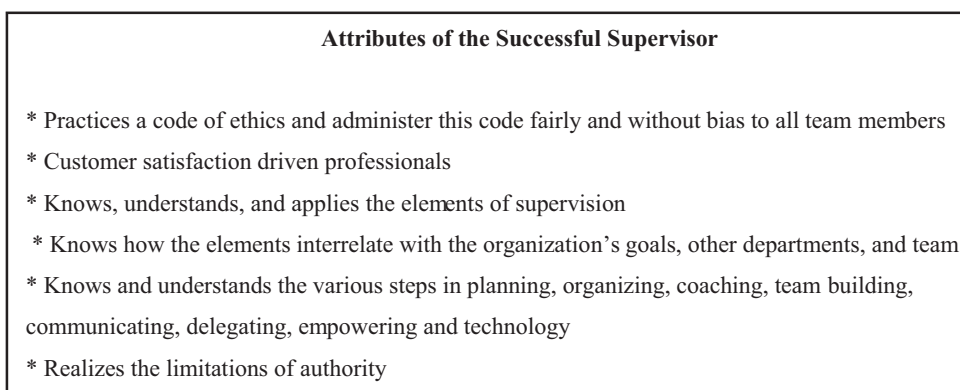 Attributes of the Successful Supervisor
* Practices a code of ethics and administer this code fairly and without bias to all team members
* Customer satisfaction driven professionals
* Knows, understands, and applies the elements of supervision
* Knows how the elements interrelate with the organization’s goals, other departments, and team
* Knows and understands the various steps in planning, organizing, coaching, team building,
communicating, delegating, empowering and technology
* Realizes the limitations of authority